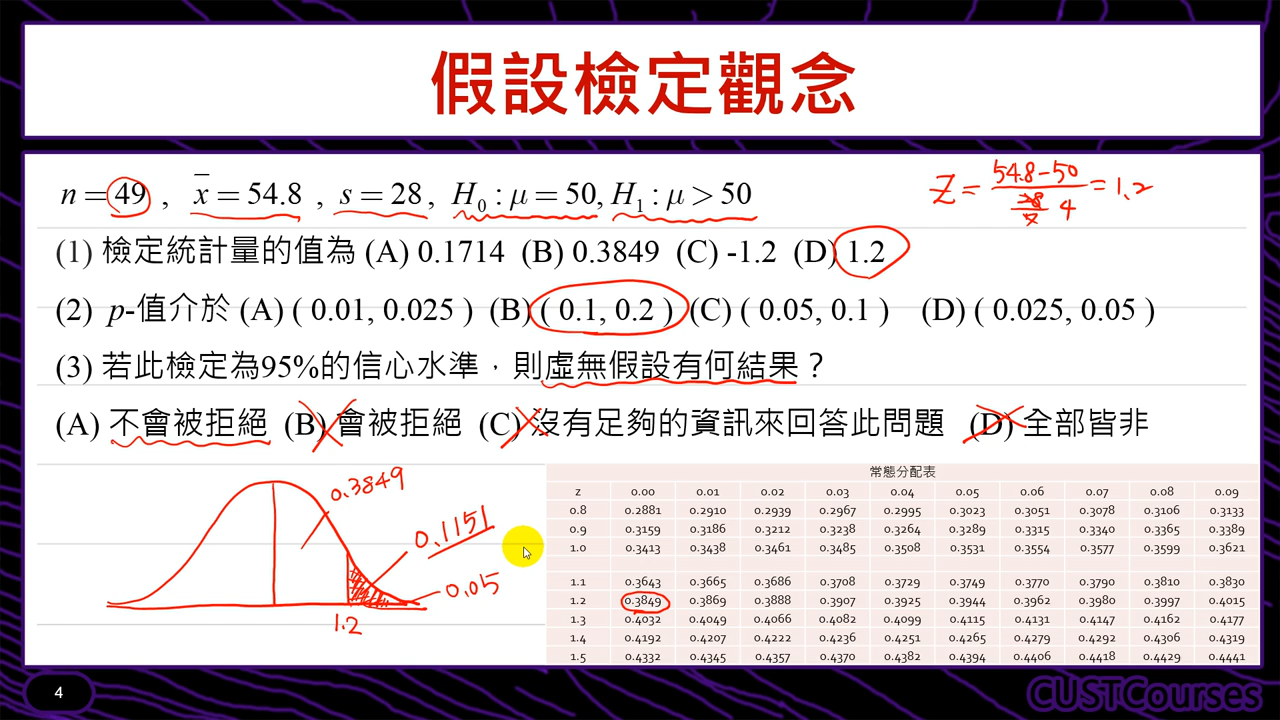 假設檢定觀念
n = 49 , x̄ = 54.8 , s = 28 , H₀ : μ = 50, H₁ : μ > 50
Z = (54.8-50)/(28/7) = 1.2
4
(1) 檢定統計量的值為 (A) 0.1714 (B) 0.3849 (C) -1.2 (D) 1.2
(2) p-值介於 (A) ( 0.01, 0.025 ) (B) ( 0.1, 0.2 ) (C) ( 0.05, 0.1 ) (D) ( 0.025, 0.05 )
(3) 若此檢定為95%的信心水準，則虛無假設有何結果？
(A) 不會被拒絕 (B) 會被拒絕 (C) 沒有足夠的資訊來回答此問題 (D) 全部皆非
0.3849
0.1151
0.05
1.2
常態分配表
z 0.00 0.01 0.02 0.03 0.04 0.05 0.06 0.07 0.08 0.09
0.8 0.2881 0.2910 0.2939 0.2967 0.2995 0.3023 0.3051 0.3078 0.3106 0.3133
0.9 0.3159 0.3186 0.3212 0.3238 0.3264 0.3289 0.3315 0.3340 0.3365 0.3389
1.0 0.3413 0.3438 0.3461 0.3485 0.3508 0.3531 0.3554 0.3577 0.3599 0.3621
1.1 0.3643 0.3665 0.3686 0.3708 0.3729 0.3749 0.3770 0.3790 0.3810 0.3830
1.2 0.3849 0.3869 0.3888 0.3907 0.3925 0.3944 0.3962 0.3980 0.3997 0.4015
1.3 0.4032 0.4049 0.4066 0.4082 0.4099 0.4115 0.4131 0.4147 0.4162 0.4177
1.4 0.4192 0.4207 0.4222 0.4236 0.4251 0.4265 0.4279 0.4292 0.4306 0.4319
1.5 0.4332 0.4345 0.4357 0.4370 0.4382 0.4394 0.4406 0.4418 0.4429 0.4441
4
CUSTCourses